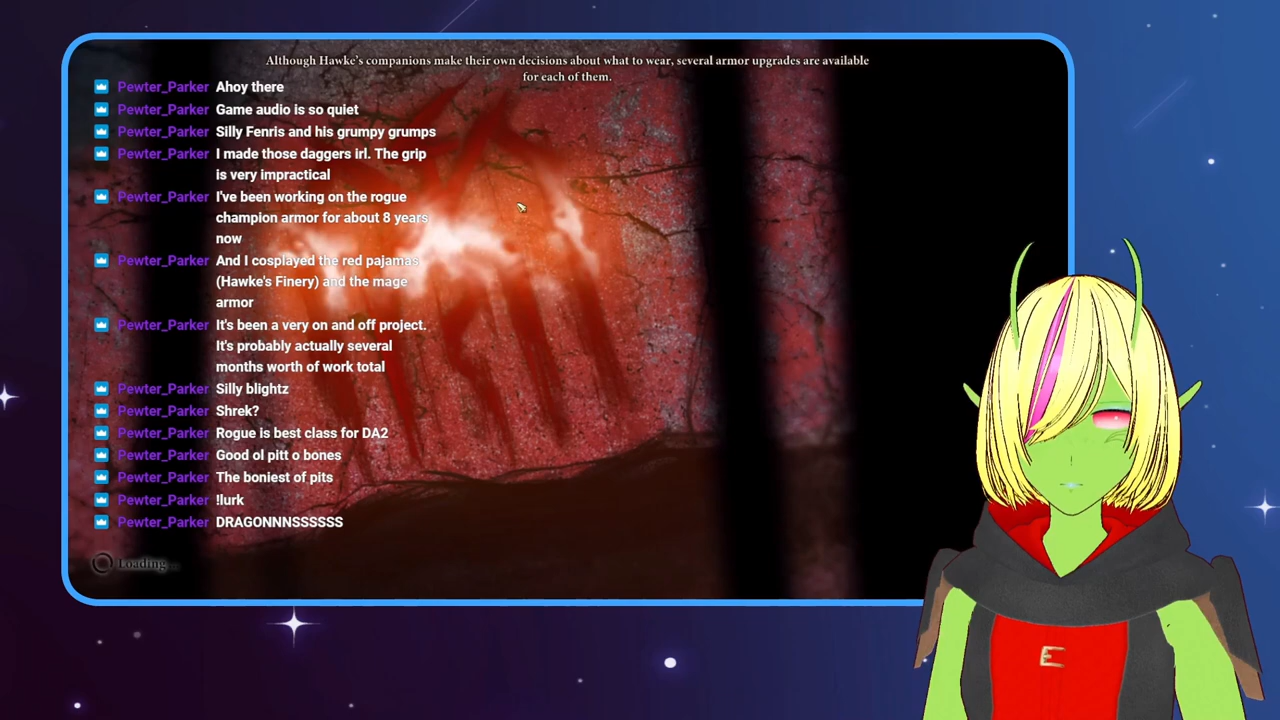 Although Hawke's companions make their own decisions about what to wear, several armor upgrades are available
for each of them.
Pewter_Parker Ahoy there
Pewter_Parker Game audio is so quiet
Pewter_Parker Silly Fenris and his grumpy grumps
Pewter_Parker I made those daggers irl. The grip
is very impractical
Pewter_Parker I've been working on the rogue
champion armor for about 8 years
now
Pewter_Parker And I cosplayed the red pajamas
(Hawke's Finery) and the mage
armor
Pewter_Parker It's been a very on and off project.
It's probably actually several
months worth of work total
Pewter_Parker Silly blightz
Pewter_Parker Shrek?
Pewter_Parker Rogue is best class for DA2
Pewter_Parker Good ol pitt o bones
Pewter_Parker The boniest of pits
Pewter_Parker !lurk
Pewter_Parker DRAGONNNSSSSSS
Loading...